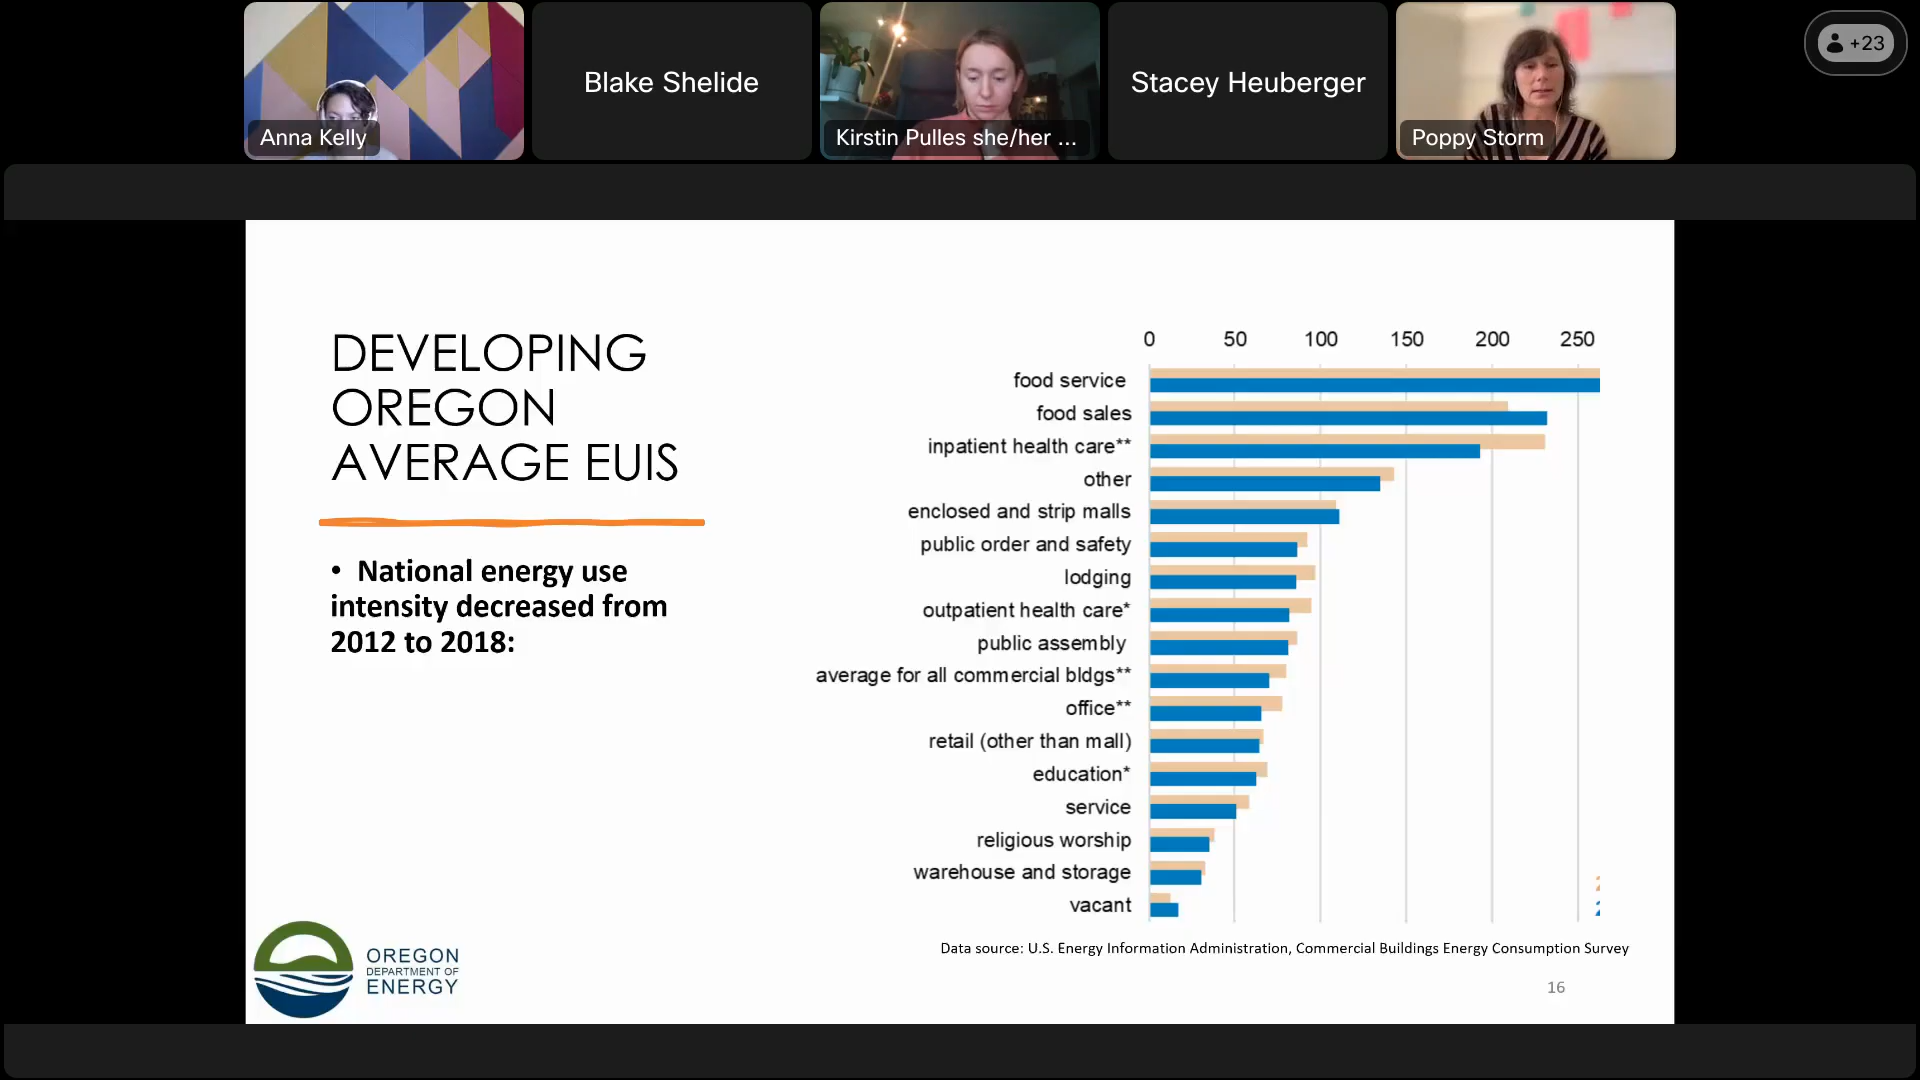 Anna Kelly
Blake Shelide
Kirstin Pulles she/her ...
Stacey Heuberger
Poppy Storm
+23
DEVELOPING
OREGON
AVERAGE EUIS
• National energy use
intensity decreased from
2012 to 2018:
0 50 100 150 200 250
food service
food sales
inpatient health care**
other
enclosed and strip malls
public order and safety
lodging
outpatient health care*
public assembly
average for all commercial bldgs**
office**
retail (other than mall)
education*
service
religious worship
warehouse and storage
vacant
Data source: U.S. Energy Information Administration, Commercial Buildings Energy Consumption Survey
16
OREGON
DEPARTMENT OF
ENERGY